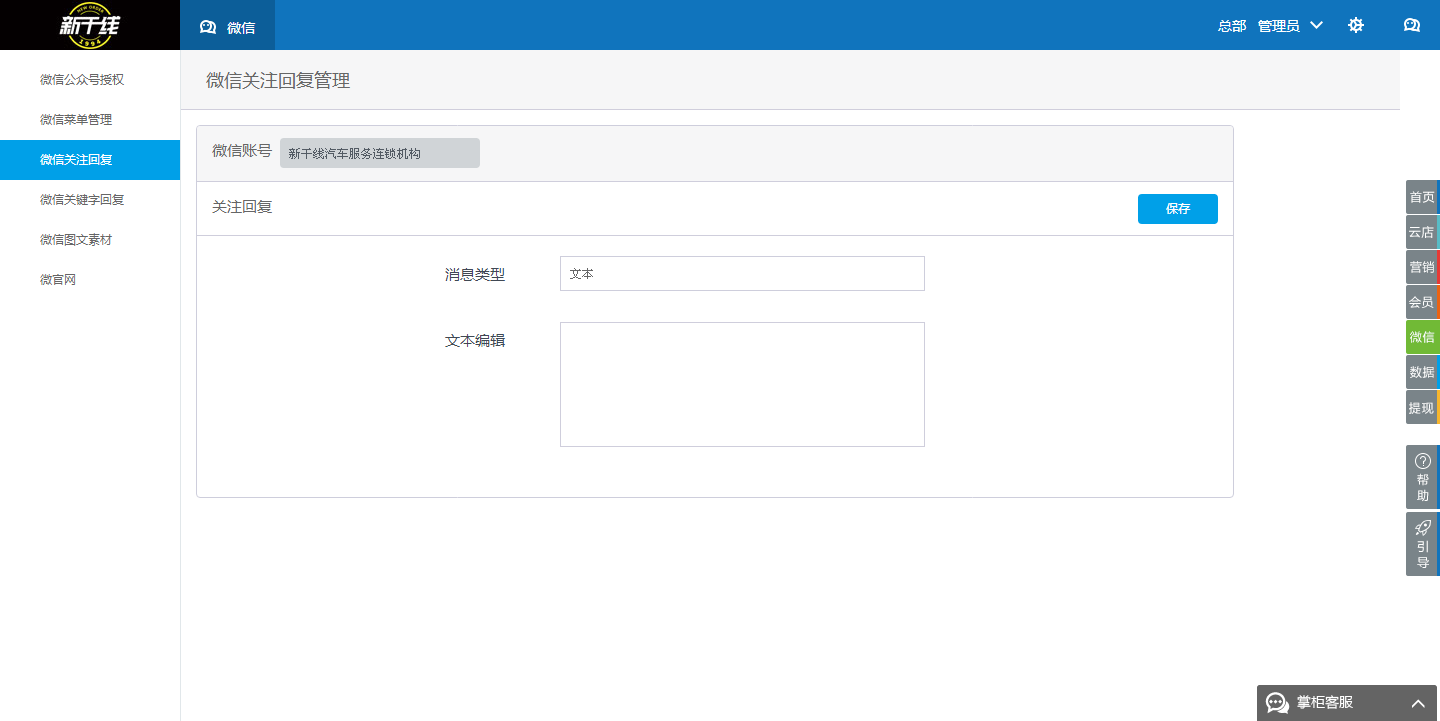 NEW ORDER
新干线
1994
微信
总部 管理员
微信公众号授权
微信菜单管理
微信关注回复
微信关键字回复
微信图文素材
微官网
微信关注回复管理
微信账号 新干线汽车服务连锁机构
关注回复
保存
消息类型
文本
文本编辑
首页
云店
营销
会员
微信
数据
提现
帮
助
引
导
掌柜客服